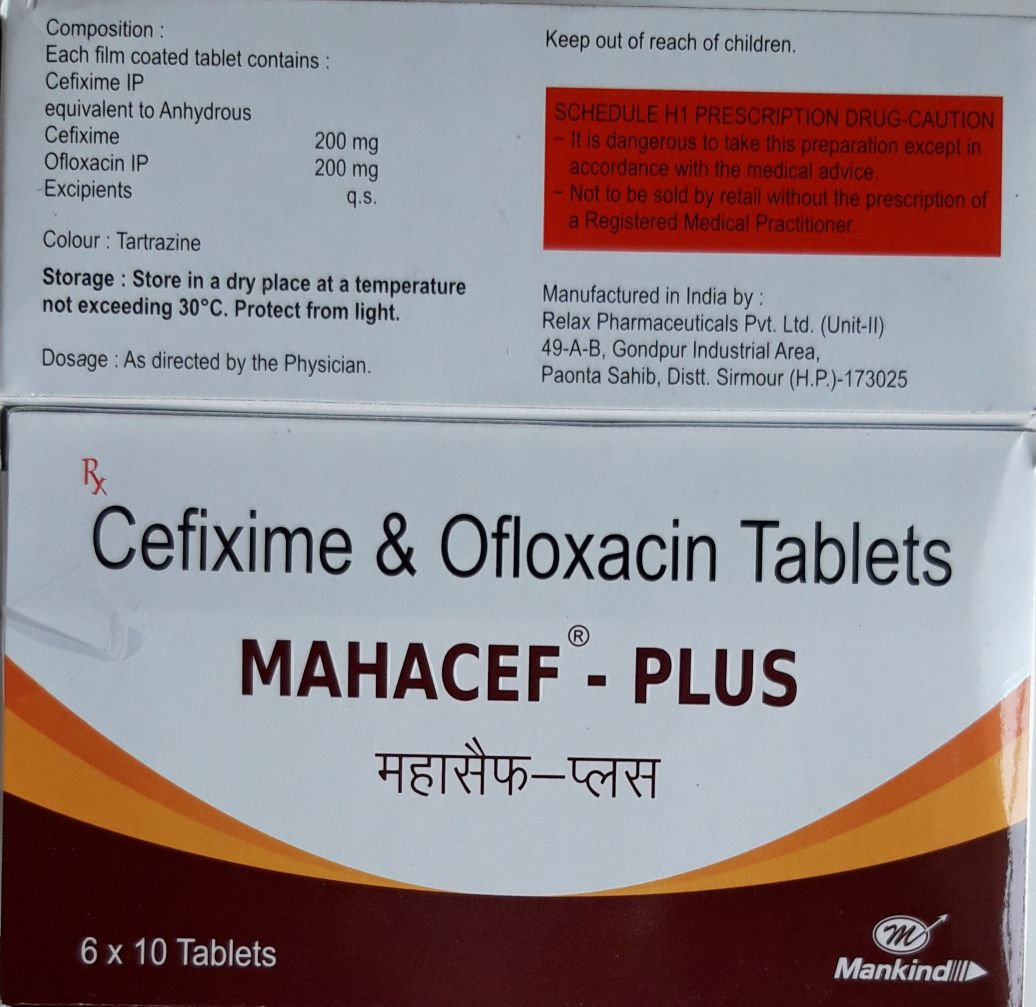 Composition :
Each film coated tablet contains :
Cefixime IP
equivalent to Anhydrous
Cefixime 200 mg
Ofloxacin IP 200 mg
Excipients q.s.
Colour : Tartrazine
Storage : Store in a dry place at a temperature
not exceeding 30°C. Protect from light.
Dosage : As directed by the Physician.
Keep out of reach of children.
SCHEDULE H1 PRESCRIPTION DRUG-CAUTION
– It is dangerous to take this preparation except in
accordance with the medical advice.
– Not to be sold by retail without the prescription of
a Registered Medical Practitioner.
Manufactured in India by :
Relax Pharmaceuticals Pvt. Ltd. (Unit-II)
49-A-B, Gondpur Industrial Area,
Paonta Sahib, Distt. Sirmour (H.P.)-173025
Rx
Cefixime & Ofloxacin Tablets
MAHACEF® - PLUS
महासैफ–प्लस
6 x 10 Tablets
m
Mankind